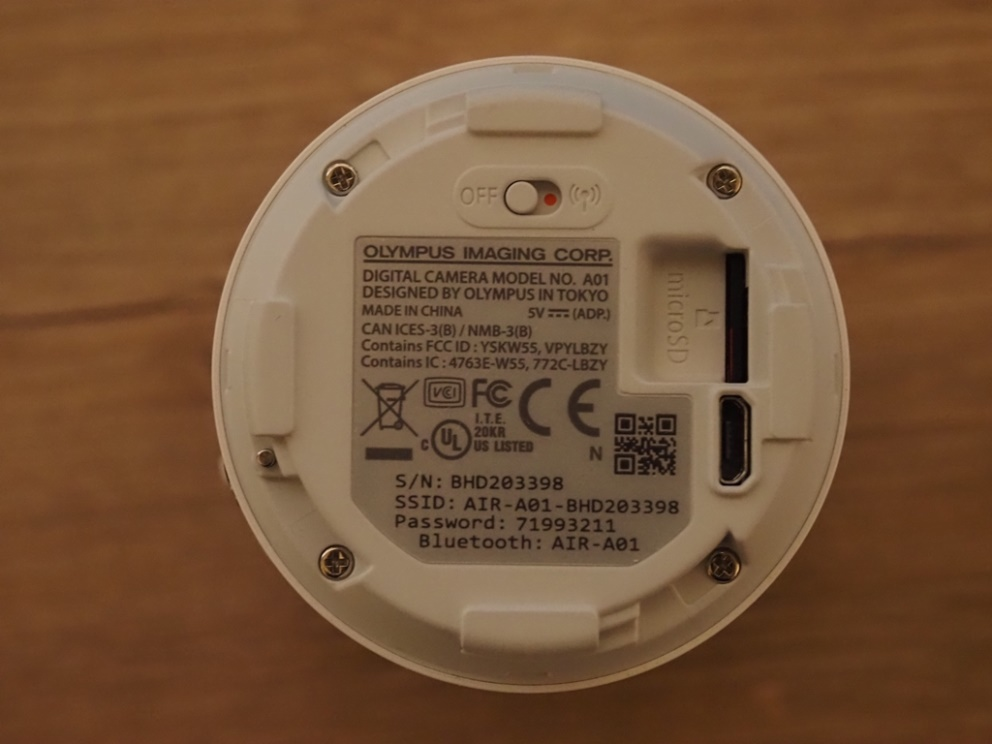 OFF
OLYMPUS IMAGING CORP.
DIGITAL CAMERA MODEL NO. A01
DESIGNED BY OLYMPUS IN TOKYO
MADE IN CHINA 5V (ADP.)
CAN ICES-3(B) / NMB-3(B)
Contains FCC ID : YSKW55, VPYLBZY
Contains IC : 4763E-W55, 772C-LBZY
microSD
VCI FC CE
I.T.E.
C UL 20KR
US LISTED
N
S/N: BHD203398
SSID: AIR-A01-BHD203398
Password: 71993211
Bluetooth: AIR-A01